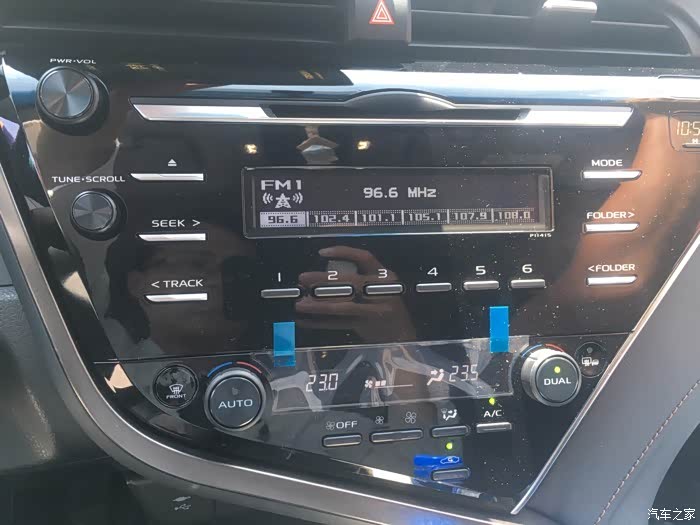 PWR•VOL
10:5
TUNE•SCROLL
MODE
FM1
96.6 MHz
SEEK >
FOLDER>
96.6 102.4 101.1 105.1 107.9 108.0
< TRACK
<FOLDER
1 2 3 4 5 6
23.0
23.5
FRONT
AUTO
DUAL
OFF
A/C
汽车之家